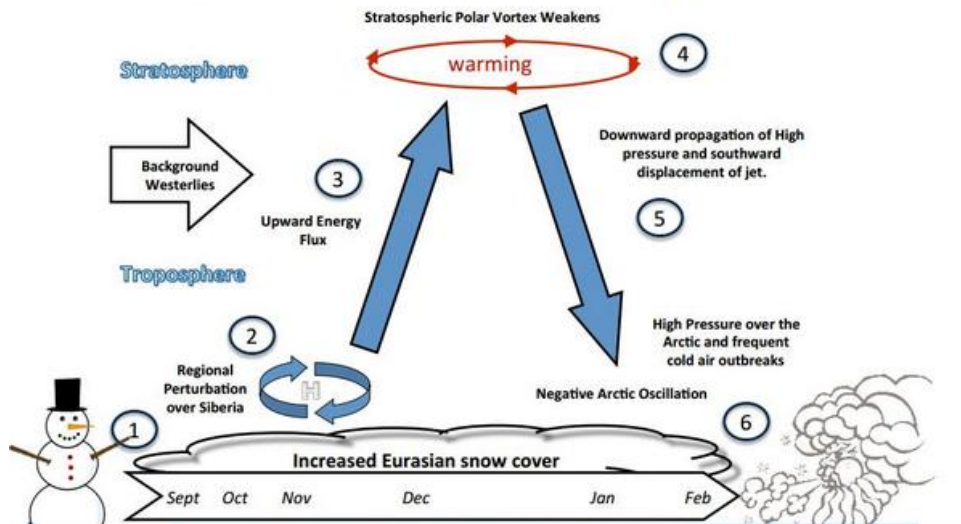 Stratospheric Polar Vortex Weakens
warming
4
Stratosphere
Background
Westerlies
3
Upward Energy
Flux
Downward propagation of High
pressure and southward
displacement of jet.
5
Troposphere
2
Regional
Perturbation
over Siberia
H
High Pressure over the
Arctic and frequent
cold air outbreaks
Negative Arctic Oscillation
1
6
Increased Eurasian snow cover
Sept Oct Nov Dec Jan Feb